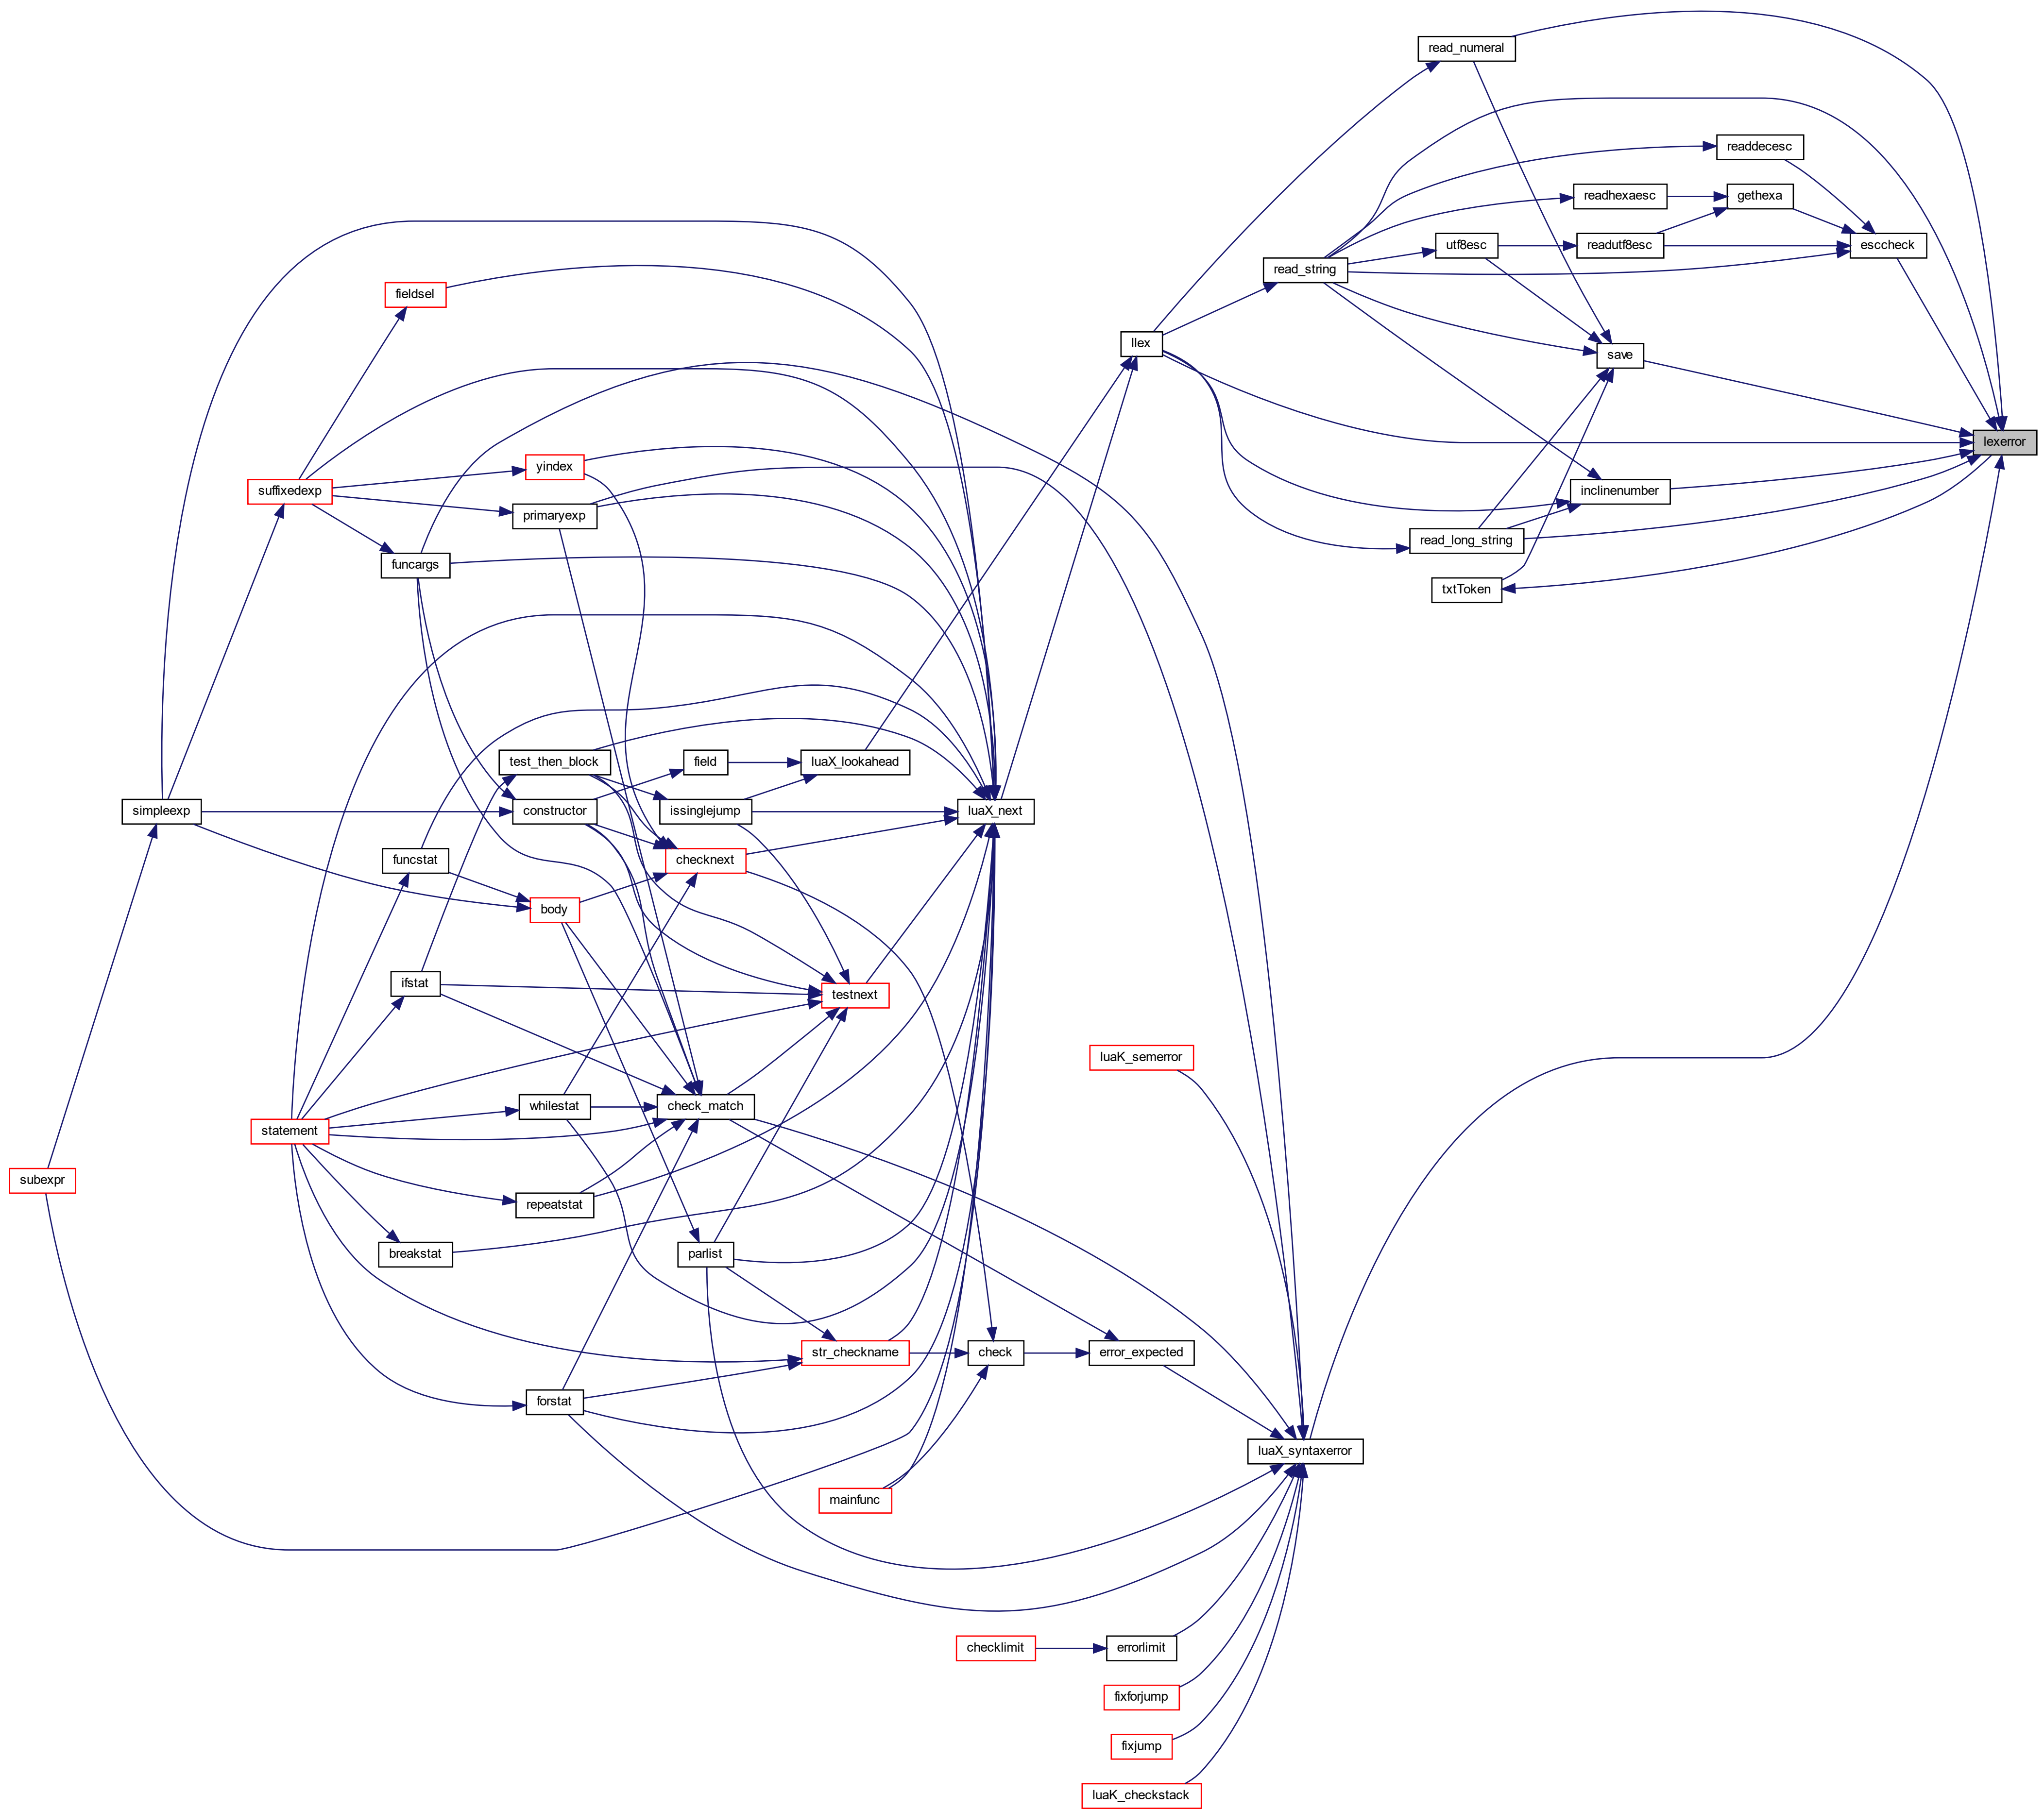 read_numeral
readdecesc
readhexaesc
gethexa
utf8esc
readutf8esc
esccheck
read_string
fieldsel
llex
save
lexerror
yindex
suffixedexp
inclinenumber
primaryexp
read_long_string
funcargs
txtToken
test_then_block
field
luaX_lookahead
simpleexp
constructor
issinglejump
luaX_next
funcstat
checknext
body
ifstat
testnext
luaK_semerror
whilestat
check_match
statement
subexpr
repeatstat
breakstat
parlist
str_checkname
check
error_expected
forstat
luaX_syntaxerror
mainfunc
checklimit
errorlimit
fixforjump
fixjump
luaK_checkstack